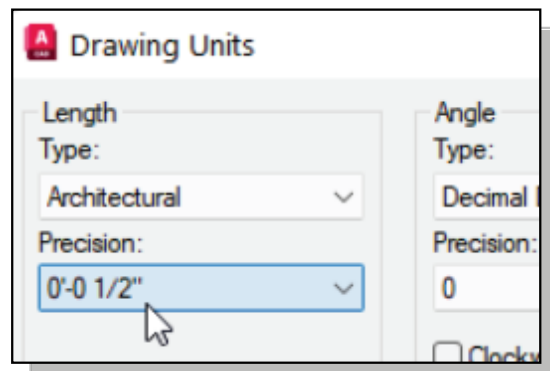 Drawing Units
Length
Type:
Architectural
Precision:
0'-0 1/2"
Angle
Type:
Decimal
Precision:
0